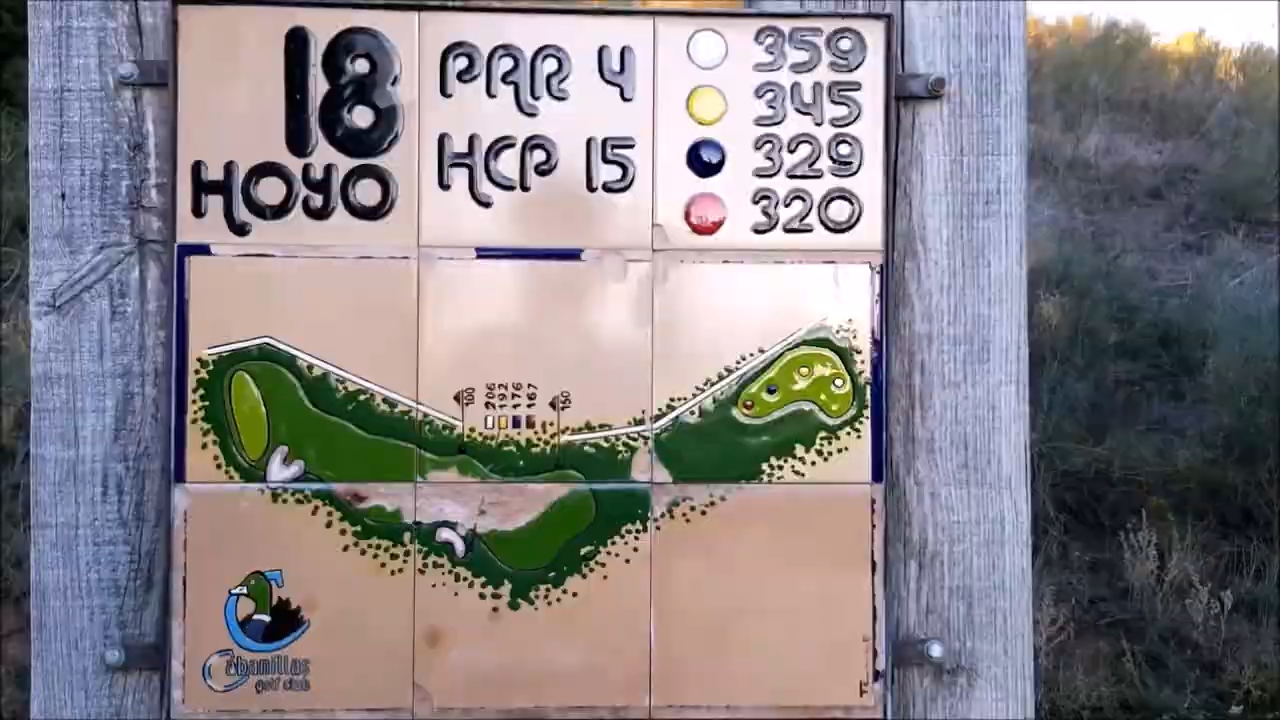 18
HOYO
PAR 4
HCP 15
359
345
329
320
100
206
192
176
167
150
Cabanillas
golf club